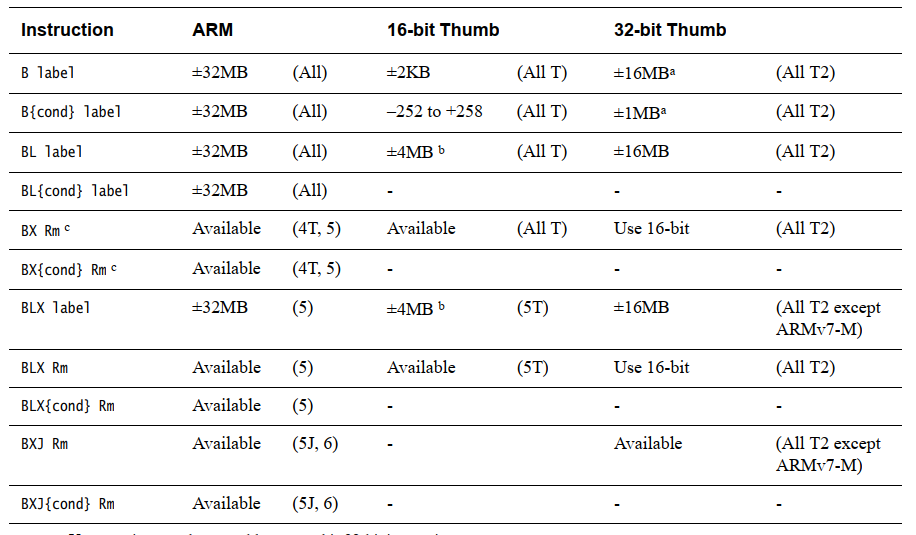 Instruction ARM 16-bit Thumb 32-bit Thumb
B label ±32MB (All) ±2KB (All T) ±16MBa (All T2)
B{cond} label ±32MB (All) –252 to +258 (All T) ±1MBa (All T2)
BL label ±32MB (All) ±4MB b (All T) ±16MB (All T2)
BL{cond} label ±32MB (All) - - -
BX Rm c Available (4T, 5) Available (All T) Use 16-bit (All T2)
BX{cond} Rm c Available (4T, 5) - - -
BLX label ±32MB (5) ±4MB b (5T) ±16MB (All T2 except
ARMv7-M)
BLX Rm Available (5) Available (5T) Use 16-bit (All T2)
BLX{cond} Rm Available (5) - - -
BXJ Rm Available (5J, 6) - Available (All T2 except
ARMv7-M)
BXJ{cond} Rm Available (5J, 6) - - -